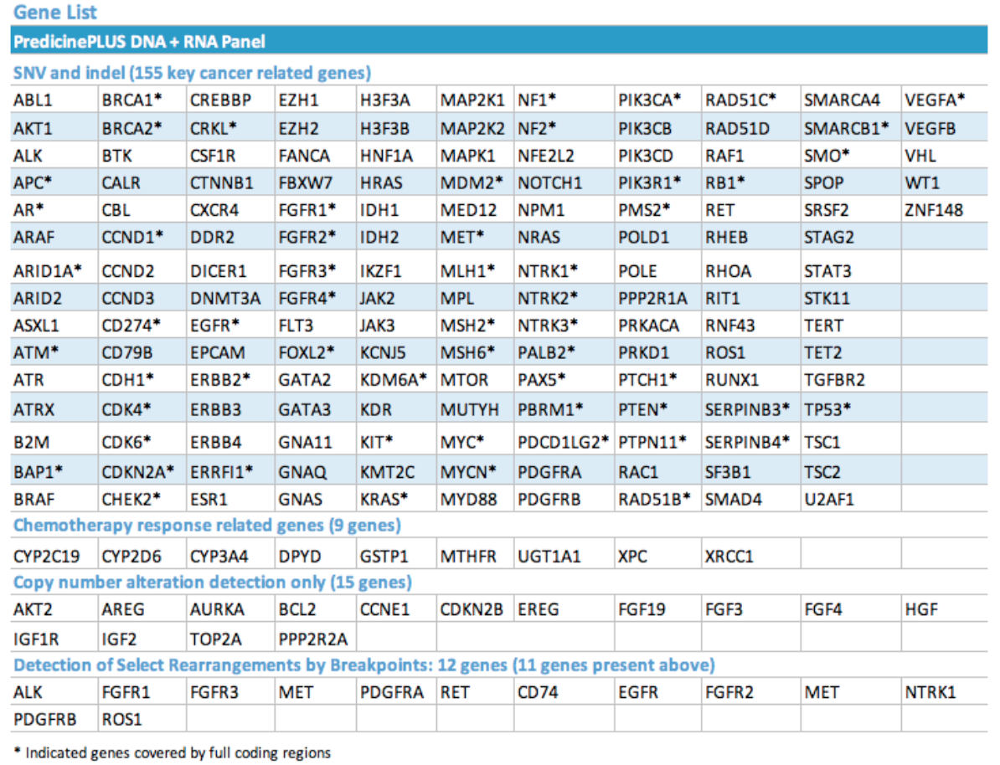 Gene List
PredicinePLUS DNA + RNA Panel
SNV and indel (155 key cancer related genes)
ABL1 BRCA1* CREBBP EZH1 H3F3A MAP2K1 NF1* PIK3CA* RAD51C* SMARCA4 VEGFA*
AKT1 BRCA2* CRKL* EZH2 H3F3B MAP2K2 NF2* PIK3CB RAD51D SMARCB1* VEGFB
ALK BTK CSF1R FANCA HNF1A MAPK1 NFE2L2 PIK3CD RAF1 SMO* VHL
APC* CALR CTNNB1 FBXW7 HRAS MDM2* NOTCH1 PIK3R1* RB1* SPOP WT1
AR* CBL CXCR4 FGFR1* IDH1 MED12 NPM1 PMS2* RET SRSF2 ZNF148
ARAF CCND1* DDR2 FGFR2* IDH2 MET* NRAS POLD1 RHEB STAG2
ARID1A* CCND2 DICER1 FGFR3* IKZF1 MLH1* NTRK1* POLE RHOA STAT3
ARID2 CCND3 DNMT3A FGFR4* JAK2 MPL NTRK2* PPP2R1A RIT1 STK11
ASXL1 CD274* EGFR* FLT3 JAK3 MSH2* NTRK3* PRKACA RNF43 TERT
ATM* CD79B EPCAM FOXL2* KCNJ5 MSH6* PALB2* PRKD1 ROS1 TET2
ATR CDH1* ERBB2* GATA2 KDM6A* MTOR PAX5* PTCH1* RUNX1 TGFBR2
ATRX CDK4* ERBB3 GATA3 KDR MUTYH PBRM1* PTEN* SERPINB3* TP53*
B2M CDK6* ERBB4 GNA11 KIT* MYC* PDCD1LG2* PTPN11* SERPINB4* TSC1
BAP1* CDKN2A* ERRFI1* GNAQ KMT2C MYCN* PDGFRA RAC1 SF3B1 TSC2
BRAF CHEK2* ESR1 GNAS KRAS* MYD88 PDGFRB RAD51B* SMAD4 U2AF1
Chemotherapy response related genes (9 genes)
CYP2C19 CYP2D6 CYP3A4 DPYD GSTP1 MTHFR UGT1A1 XPC XRCC1
Copy number alteration detection only (15 genes)
AKT2 AREG AURKA BCL2 CCNE1 CDKN2B EREG FGF19 FGF3 FGF4 HGF
IGF1R IGF2 TOP2A PPP2R2A
Detection of Select Rearrangements by Breakpoints: 12 genes (11 genes present above)
ALK FGFR1 FGFR3 MET PDGFRA RET CD74 EGFR FGFR2 MET NTRK1
PDGFRB ROS1
* Indicated genes covered by full coding regions